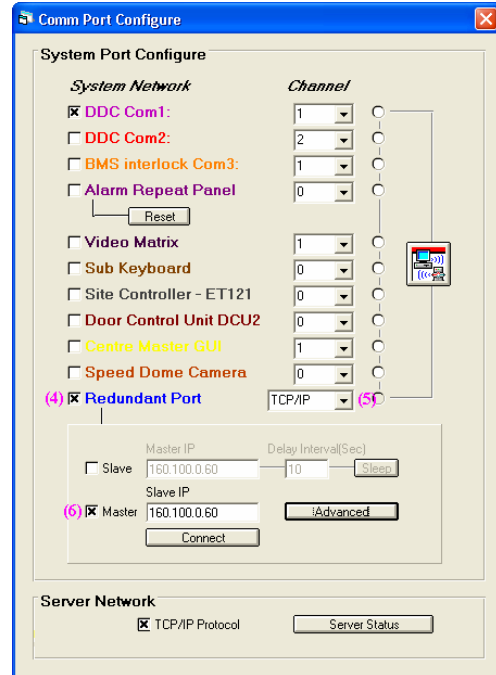 Comm Port Configure
System Port Configure
System Network Channel
DDC Com1: 1
DDC Com2: 2
BMS interlock Com3: 1
Alarm Repeat Panel 0
Reset
Video Matrix 1
Sub Keyboard 0
Site Controller - ET121 0
Door Control Unit DCU2 0
Centro Master GUI 1
Speed Dome Camera 0
(4) Redundant Port TCP/IP (5)
Master IP Delay Interval(Sec)
Slave 160.100.0.60 10 Sleep
Slave IP
(6) Master 160.100.0.60 Advanced
Connect
Server Network
TCP/IP Protocol Server Status